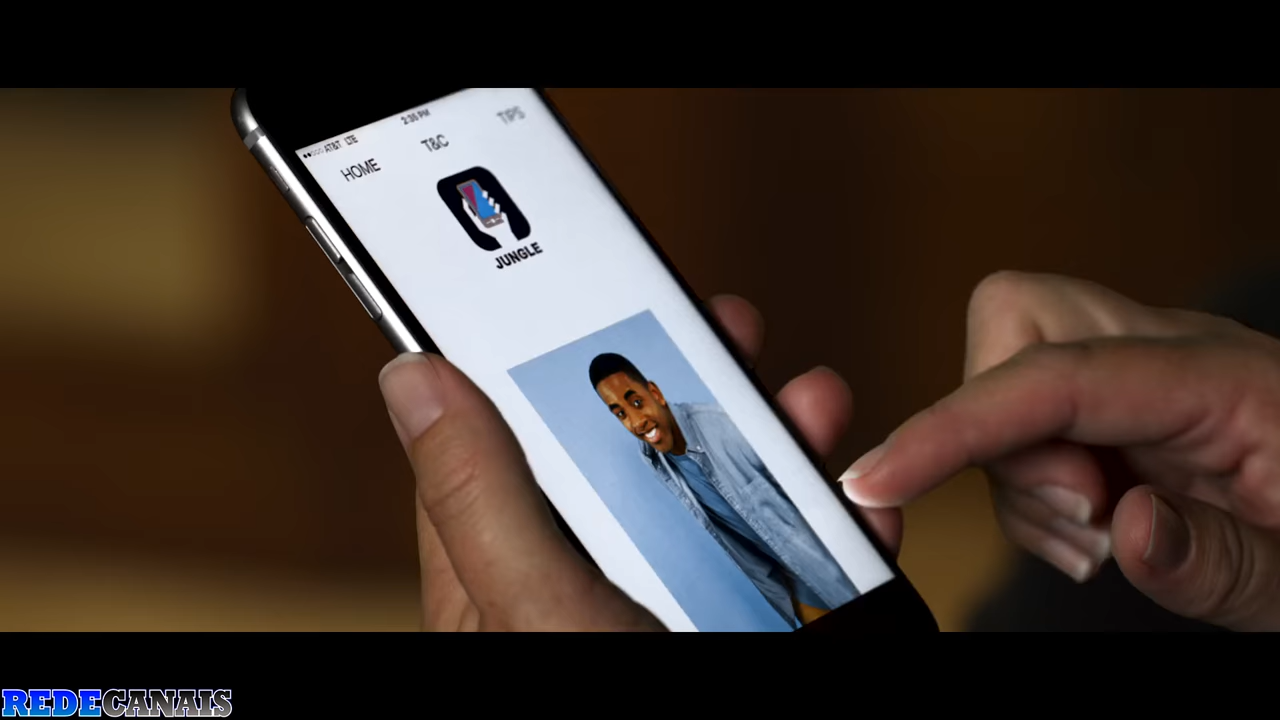 AT&T LTE
2:35 PM
HOME
T&C
TIPS
JUNGLE
REDECANAIS